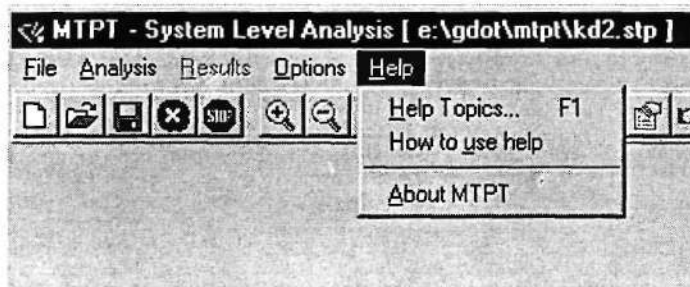 MTPT - System Level Analysis [ e:\gdot\mtpt\kd2.stp ]
File Analysis Results Options Help
STOP
Help Topics... F1
How to use help
About MTPT